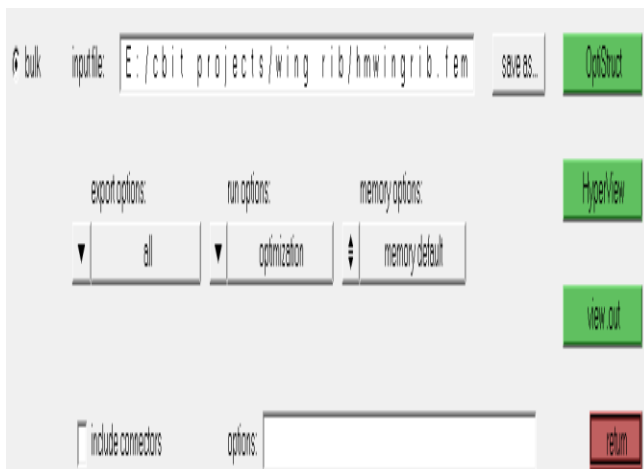 bulk input file: E:/cbit projects/wing rib/hmwingrib.fem save as... OptiStruct
export options: run options: memory options: HyperView
all optimization memory default
view .out
include connectors options: return